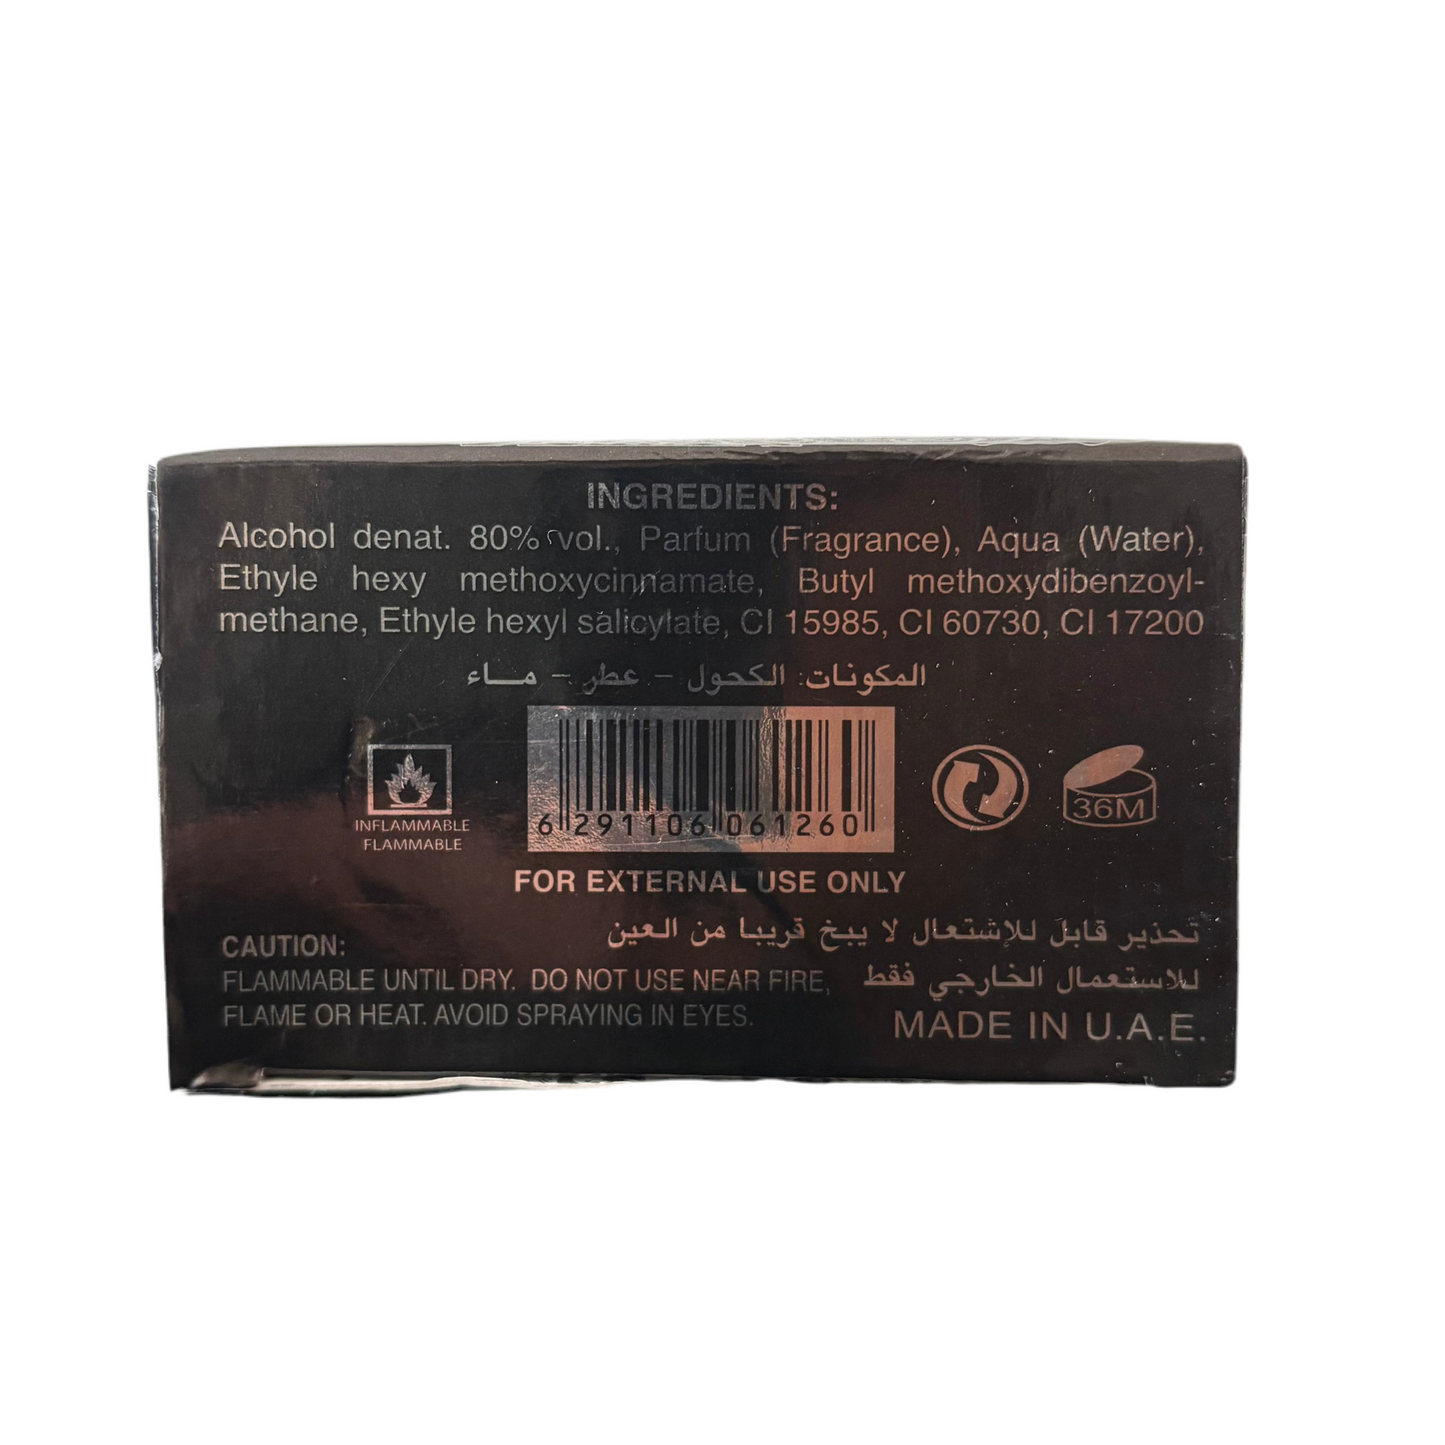 INGREDIENTS:
Alcohol denat. 80% vol., Parfum (Fragrance), Aqua (Water),
Ethyle hexy methoxycinnamate, Butyl methoxydibenzoyl-
methane, Ethyle hexyl salicylate, CI 15985, CI 60730, CI 17200
المكونات: الكحول – عطر – مـاء
INFLAMMABLE
FLAMMABLE
6 291106 061260
36M
FOR EXTERNAL USE ONLY
تحذير قابل للإشتعال لا يبخ قريبا من العين
للاستعمال الخارجي فقط
CAUTION:
FLAMMABLE UNTIL DRY. DO NOT USE NEAR FIRE,
FLAME OR HEAT. AVOID SPRAYING IN EYES.
MADE IN U.A.E.